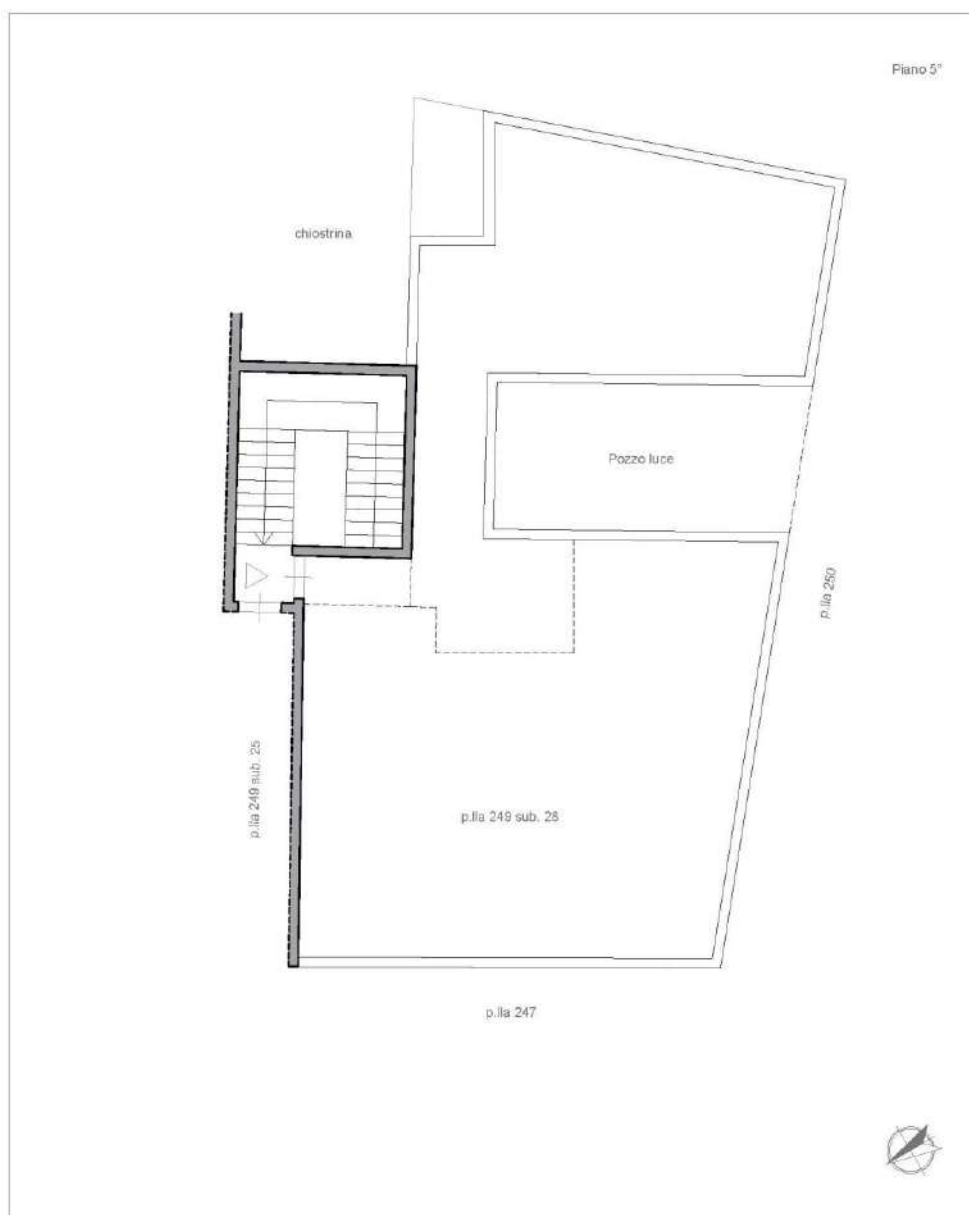 Piano 5°
chiostrina
Pozzo luce
p.lla 250
p.lla 249 sub. 25
p.lla 249 sub. 28
p.lla 247